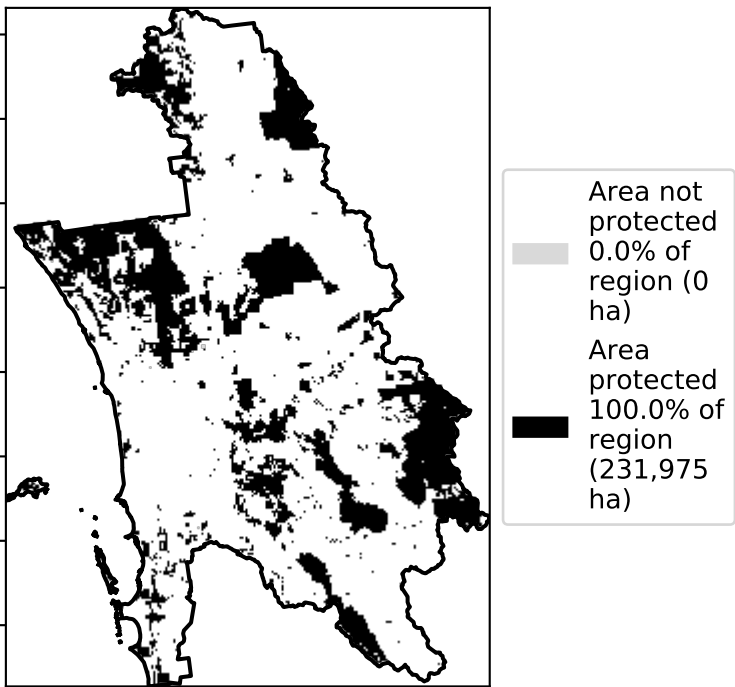 Area not
protected
0.0% of
region (0
ha)
Area
protected
100.0% of
region
(231,975
ha)